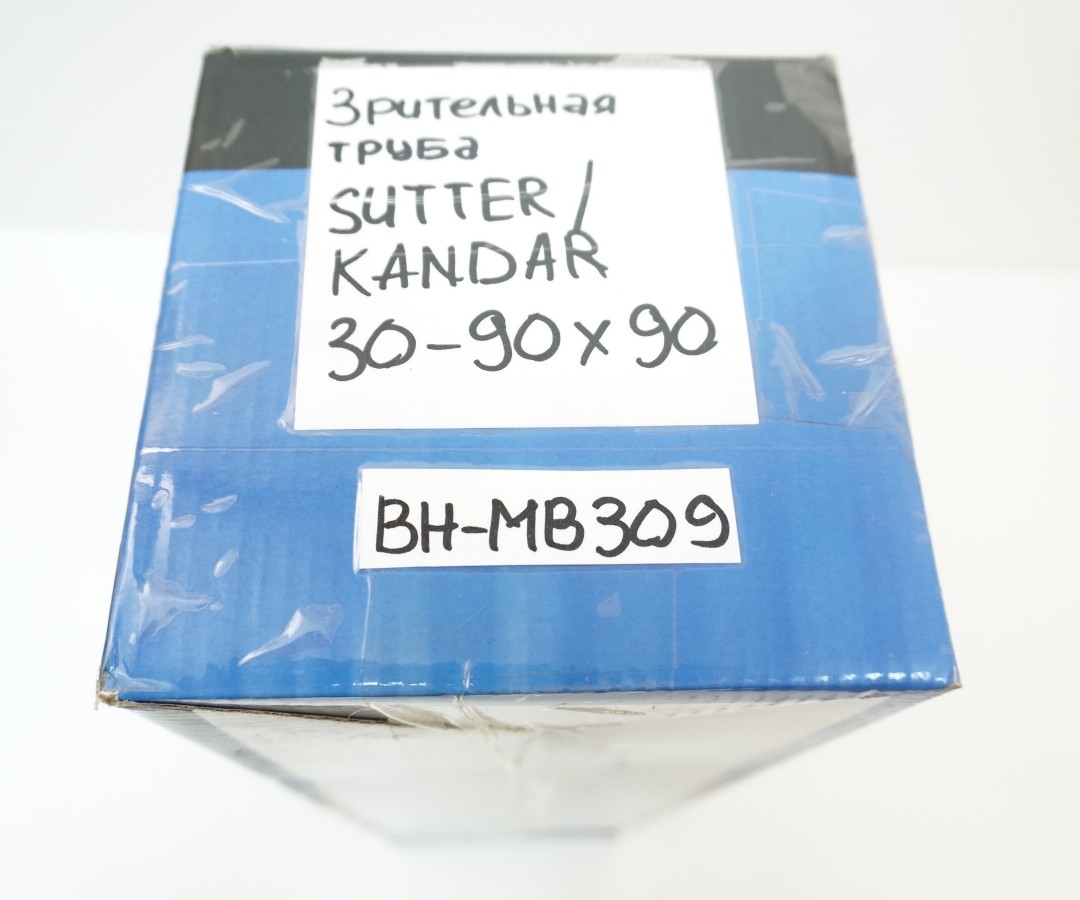 Зрительная
труба
SUTTER /
KANDAR
30-90x90
BH-MB309